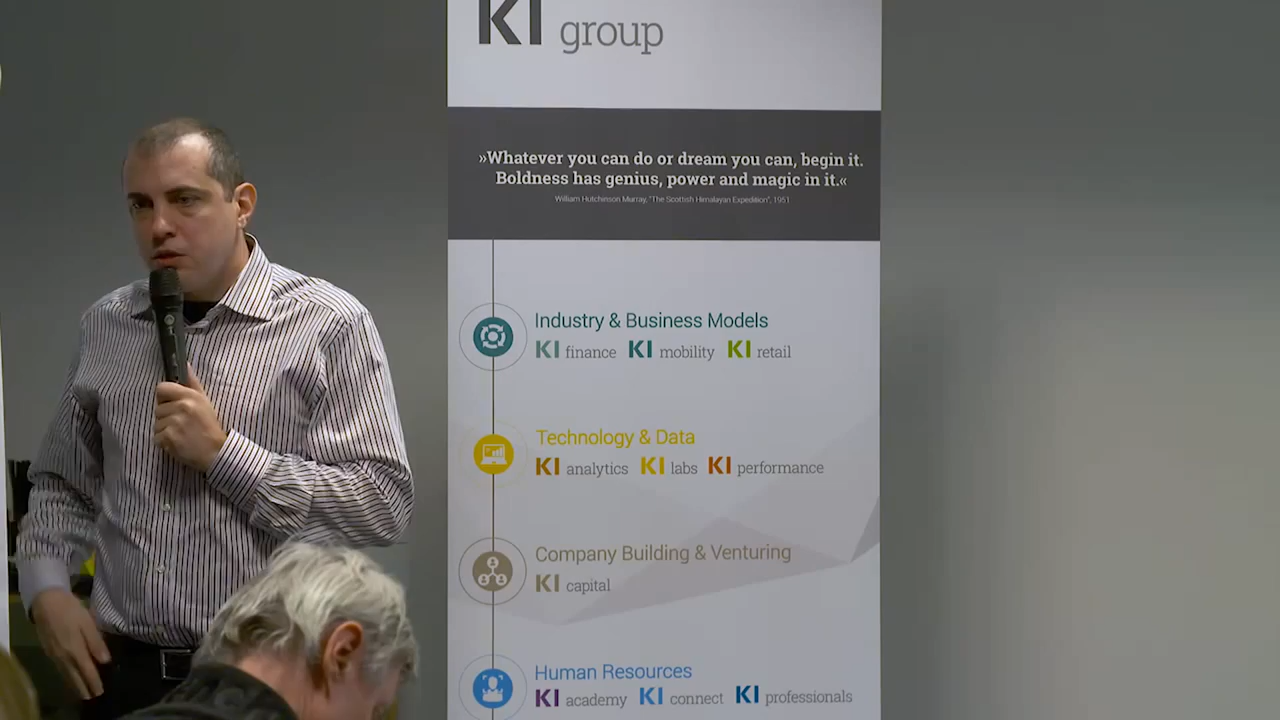 KI group
»Whatever you can do or dream you can, begin it.
Boldness has genius, power and magic in it.«
William Hutchinson Murray, "The Scottish Himalayan Expedition", 1951
Industry & Business Models
KI finance KI mobility KI retail
Technology & Data
KI analytics KI labs KI performance
Company Building & Venturing
KI capital
Human Resources
KI academy KI connect KI professionals